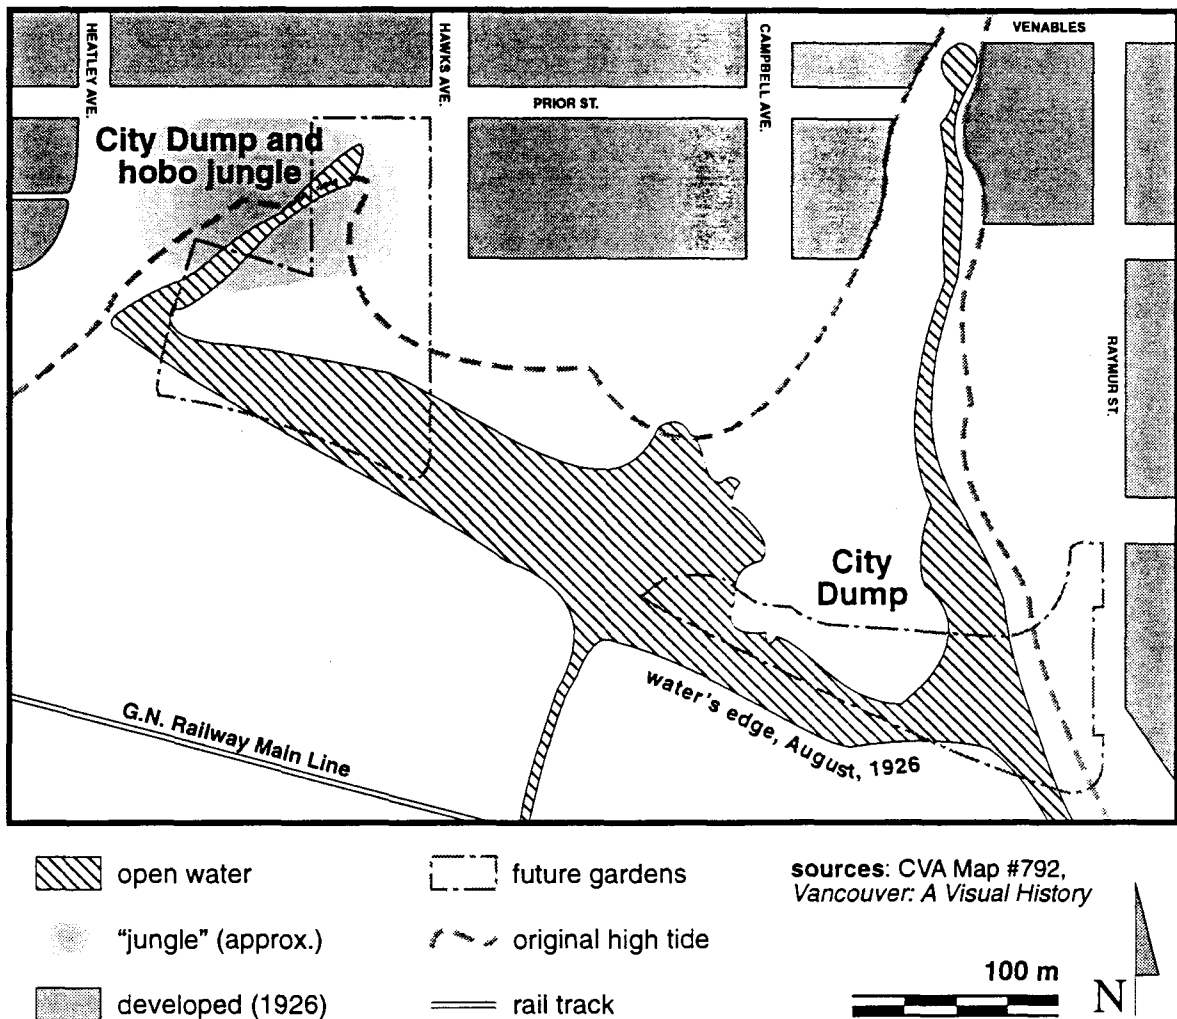 VENABLES
HEATLEY AVE.
HAWKS AVE.
CAMPBELL AVE.
PRIOR ST.
City Dump and
hobo jungle
RAYMUR ST.
City
Dump
water's edge, August, 1926
G.N. Railway Main Line
open water
future gardens
sources: CVA Map #792,
Vancouver: A Visual History
"jungle" (approx.)
original high tide
100 m
developed (1926)
rail track
N